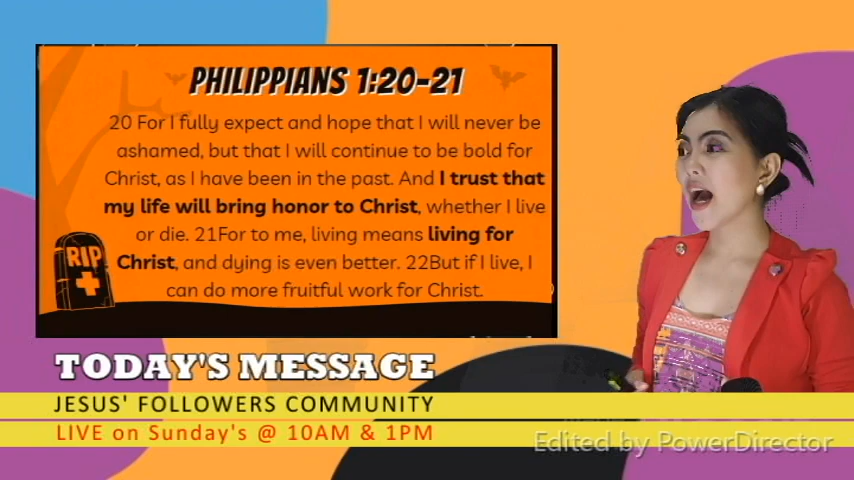 PHILIPPIANS 1:20-21
20 For I fully expect and hope that I will never be
ashamed, but that I will continue to be bold for
Christ, as I have been in the past. And I trust that
my life will bring honor to Christ, whether I live
or die. 21For to me, living means living for
Christ, and dying is even better. 22But if I live, I
can do more fruitful work for Christ.
RIP
TODAY'S MESSAGE
JESUS' FOLLOWERS COMMUNITY
LIVE on Sunday's @ 10AM & 1PM
Edited by PowerDirector